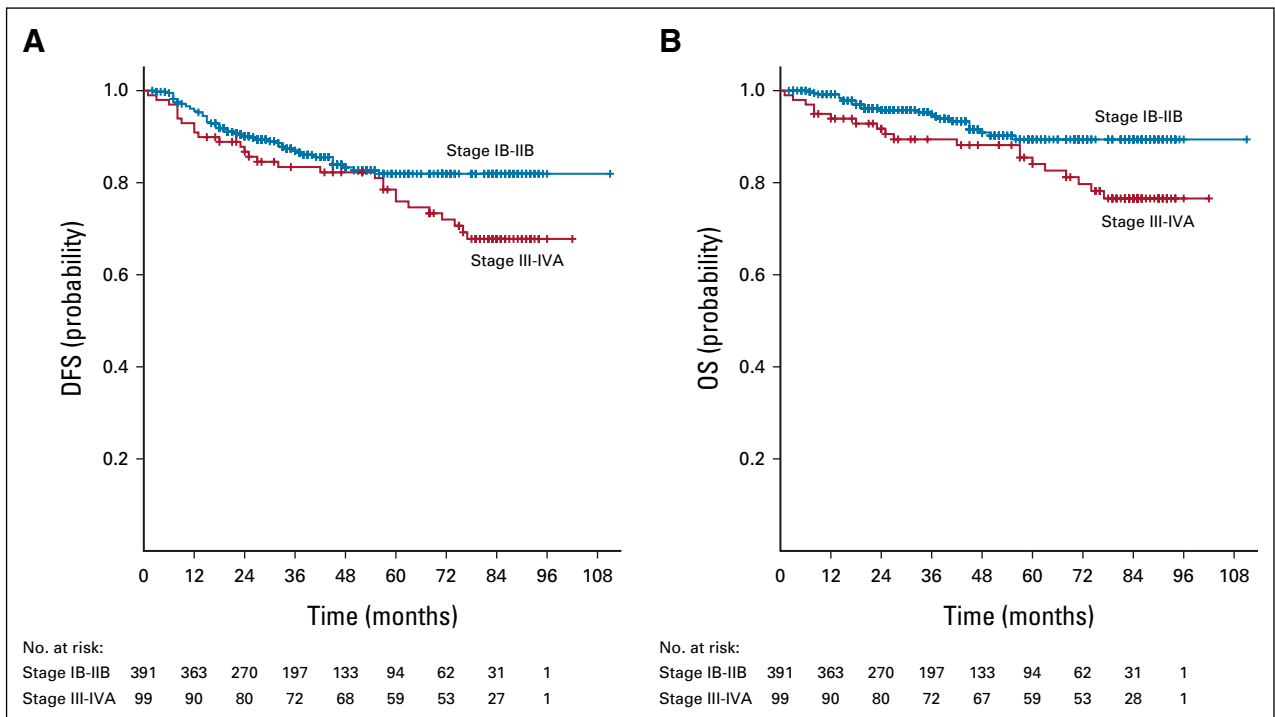 A
1.0
0.8
0.6
0.4
0.2
DFS (probability)
Stage IB-IIB
Stage III-IVA
0 12 24 36 48 60 72 84 96 108
Time (months)
No. at risk:
Stage IB-IIB 391 363 270 197 133 94 62 31 1
Stage III-IVA 99 90 80 72 68 59 53 27 1
B
1.0
0.8
0.6
0.4
0.2
OS (probability)
Stage IB-IIB
Stage III-IVA
0 12 24 36 48 60 72 84 96 108
Time (months)
No. at risk:
Stage IB-IIB 391 363 270 197 133 94 62 31 1
Stage III-IVA 99 90 80 72 67 59 53 28 1